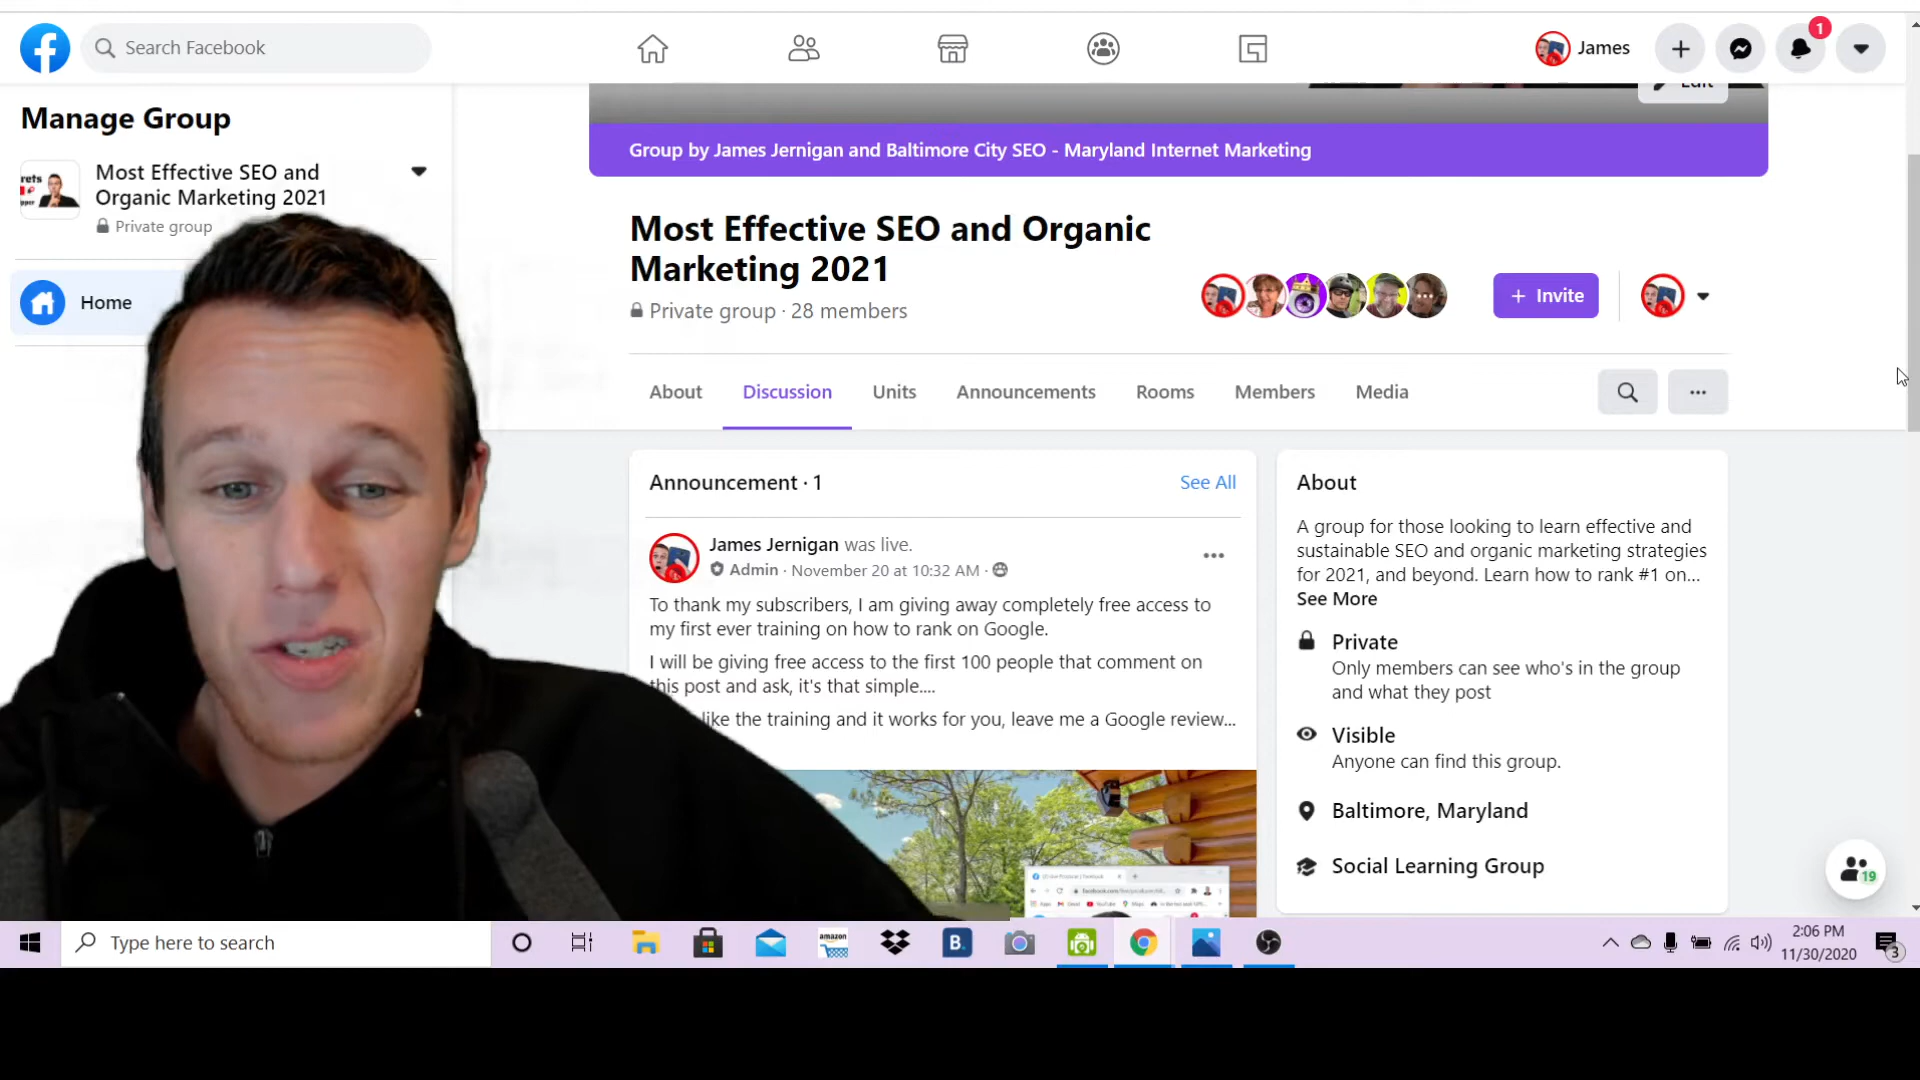 Search Facebook
James
1
Manage Group
Most Effective SEO and
Organic Marketing 2021
Private group
Home
Edit
Group by James Jernigan and Baltimore City SEO - Maryland Internet Marketing
Most Effective SEO and Organic
Marketing 2021
Private group · 28 members
+ Invite
About
Discussion
Units
Announcements
Rooms
Members
Media
Announcement · 1
See All
James Jernigan was live.
Admin · November 20 at 10:32 AM ·
To thank my subscribers, I am giving away completely free access to
my first ever training on how to rank on Google.
I will be giving free access to the first 100 people that comment on
this post and ask, it's that simple....
like the training and it works for you, leave me a Google review...
About
A group for those looking to learn effective and
sustainable SEO and organic marketing strategies
for 2021, and beyond. Learn how to rank #1 on...
See More
Private
Only members can see who's in the group
and what they post
Visible
Anyone can find this group.
Baltimore, Maryland
Social Learning Group
19
Type here to search
amazon
B.
2:06 PM
11/30/2020
3